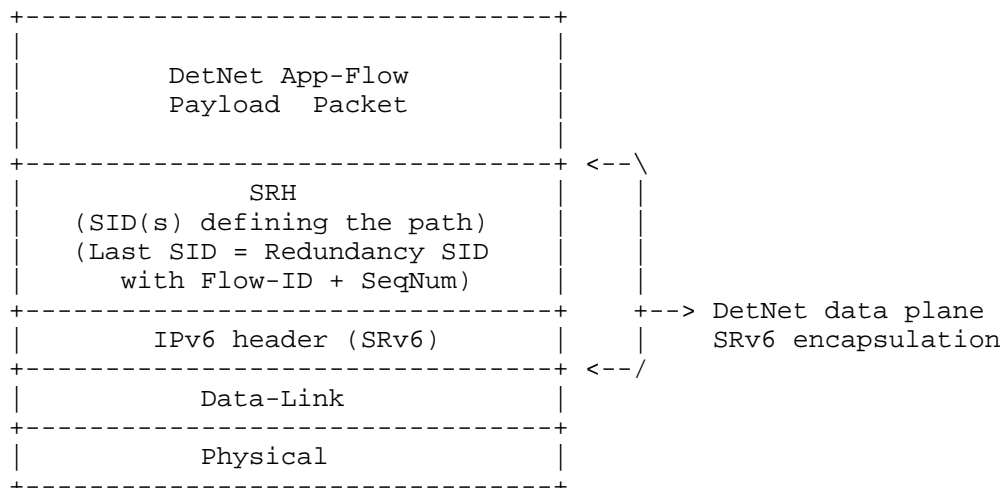 DetNet App-Flow
Payload Packet
SRH
(SID(s) defining the path)
(Last SID = Redundancy SID
with Flow-ID + SeqNum)
IPv6 header (SRv6)
DetNet data plane
SRv6 encapsulation
Data-Link
Physical